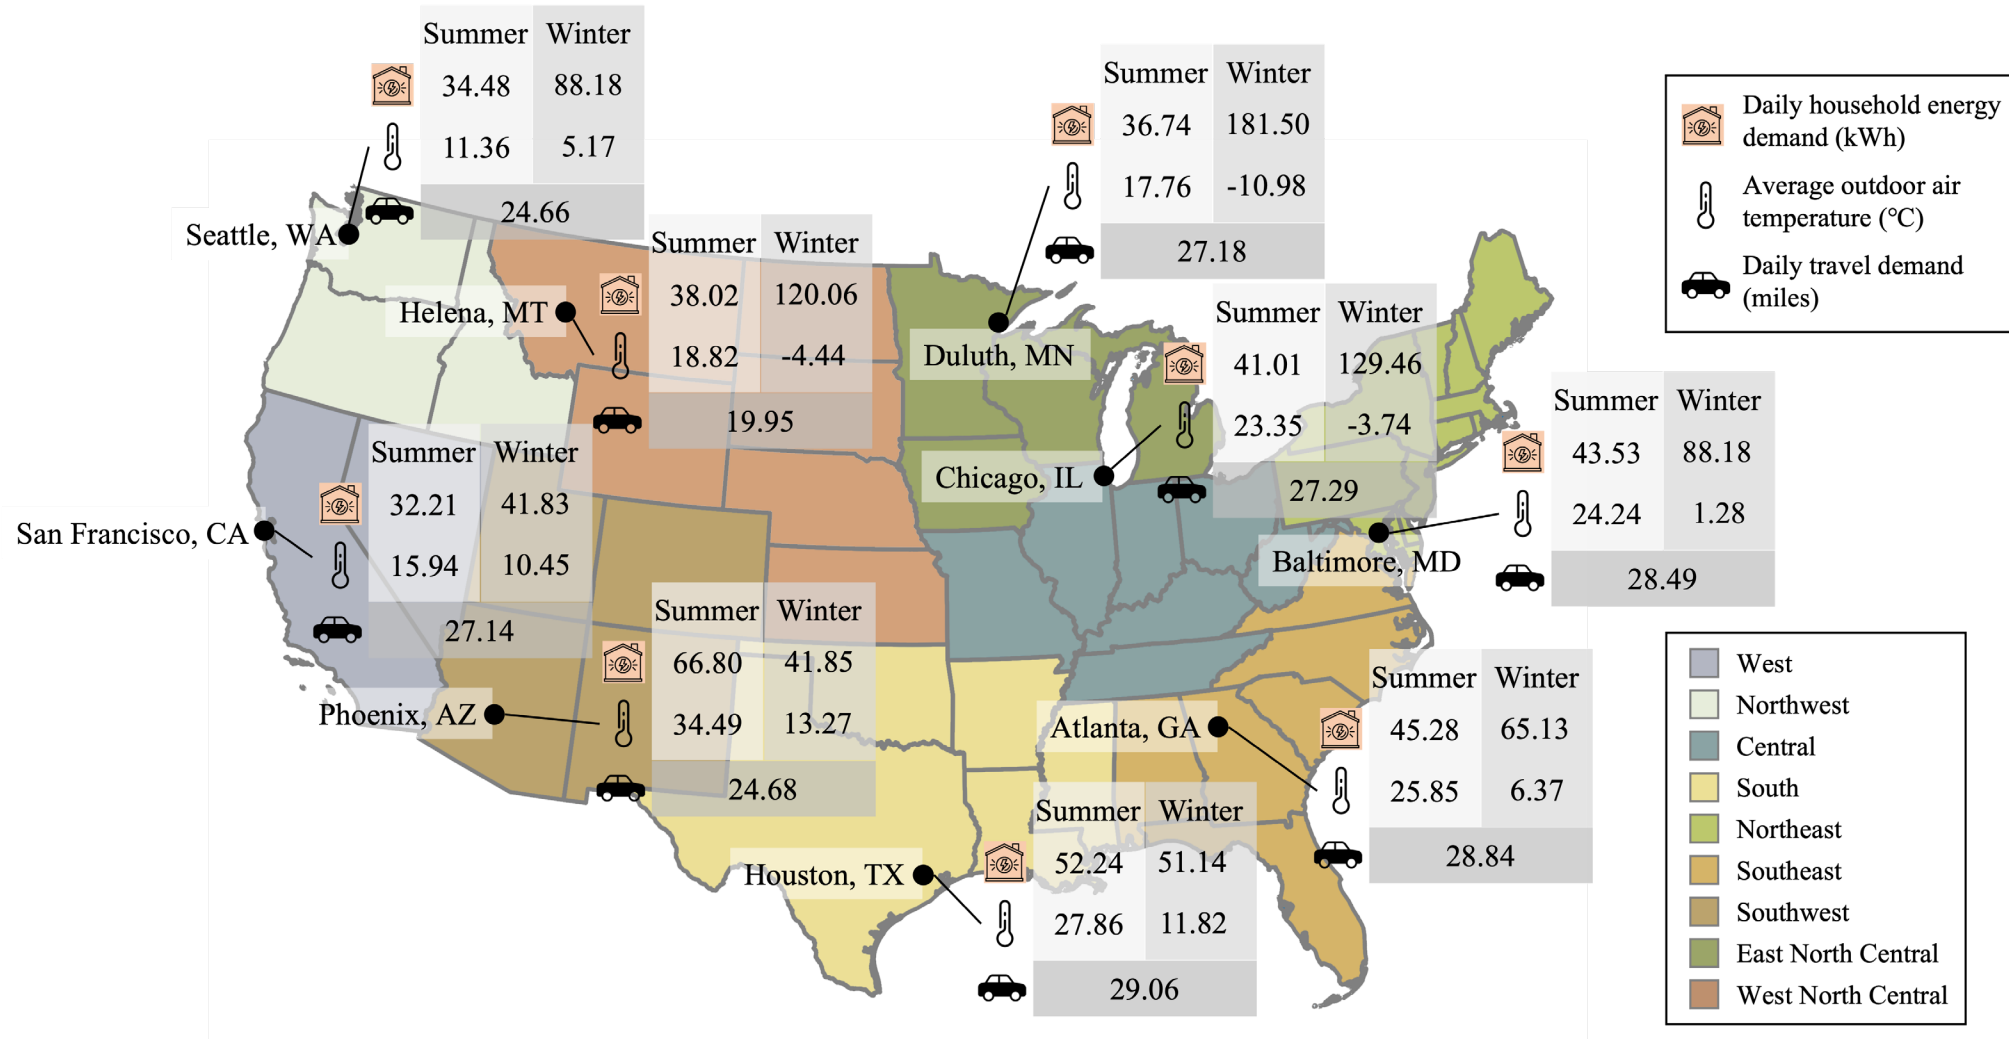 Summer Winter
34.48 88.18
11.36 5.17
24.66
Seattle, WA
Summer Winter
36.74 181.50
17.76 -10.98
27.18
Duluth, MN
Daily household energy
demand (kWh)
Average outdoor air
temperature (°C)
Daily travel demand
(miles)
Summer Winter
38.02 120.06
18.82 -4.44
19.95
Helena, MT
Summer Winter
41.01 129.46
23.35 -3.74
27.29
Chicago, IL
Summer Winter
43.53 88.18
24.24 1.28
28.49
Baltimore, MD
Summer Winter
32.21 41.83
15.94 10.45
27.14
San Francisco, CA
Summer Winter
66.80 41.85
34.49 13.27
24.68
Phoenix, AZ
Summer Winter
45.28 65.13
25.85 6.37
28.84
Atlanta, GA
Summer Winter
52.24 51.14
27.86 11.82
29.06
Houston, TX
West
Northwest
Central
South
Northeast
Southeast
Southwest
East North Central
West North Central